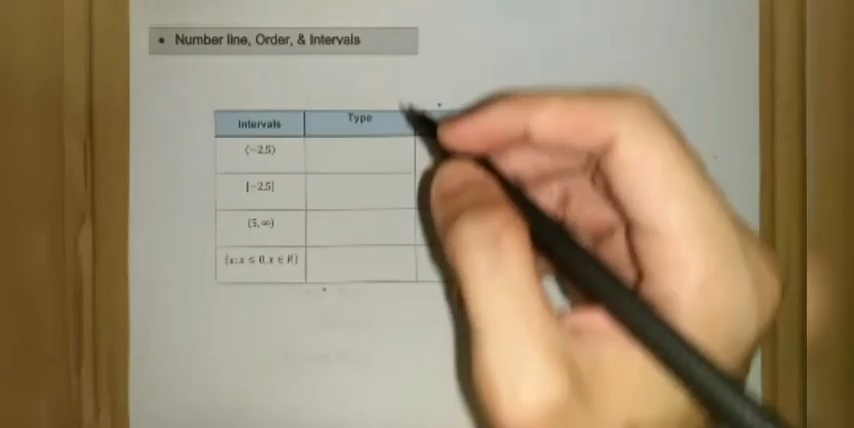 • Number line, Order, & Intervals
Intervals Type
(−2,5)
[−2,5]
(5,∞)
{x: x ≤ 0, x ∈ R}